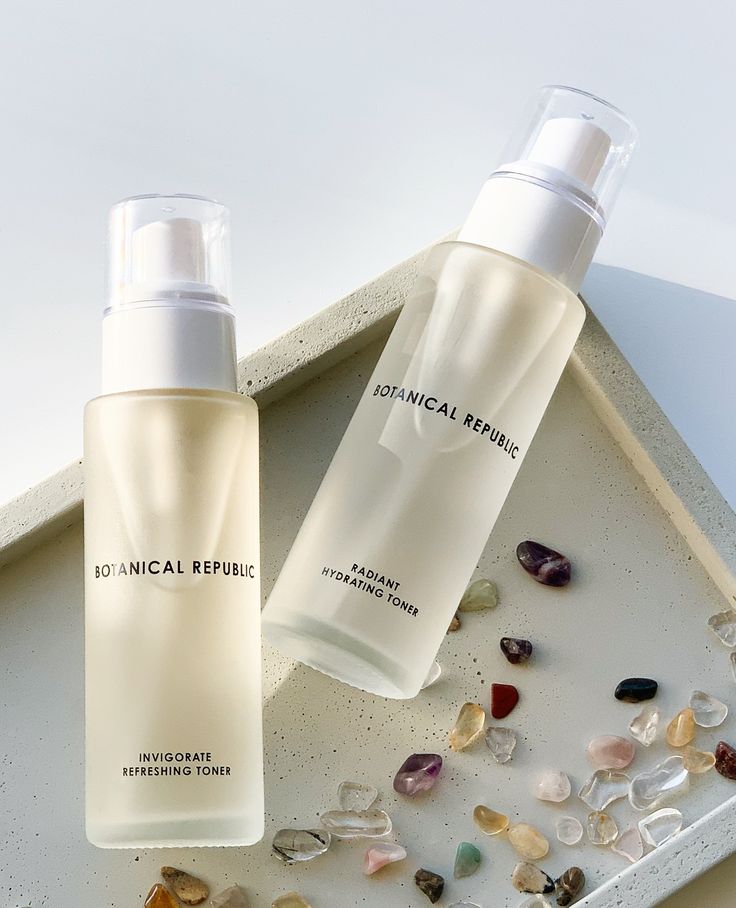 BOTANICAL REPUBLIC
INVIGORATE
REFRESHING TONER
BOTANICAL REPUBLIC
RADIANT
HYDRATING TONER